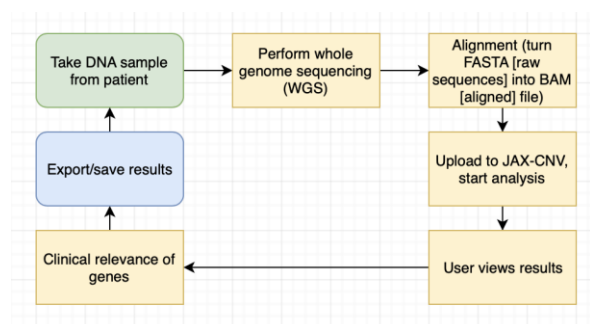 Take DNA sample
from patient
Perform whole
genome sequencing
(WGS)
Alignment (turn
FASTA [raw
sequences] into BAM
[aligned] file)
Export/save results
Upload to JAX-CNV,
start analysis
Clinical relevance of
genes
User views results